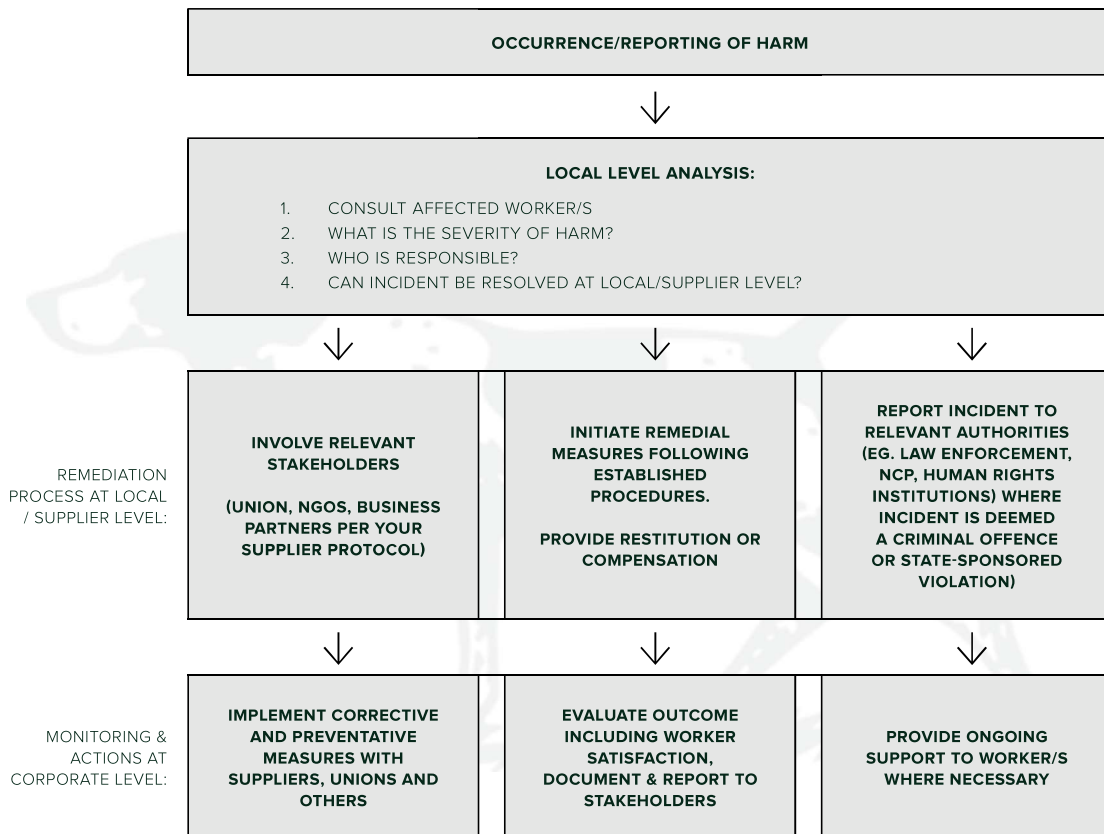 OCCURRENCE/REPORTING OF HARM
LOCAL LEVEL ANALYSIS:
1. CONSULT AFFECTED WORKER/S
2. WHAT IS THE SEVERITY OF HARM?
3. WHO IS RESPONSIBLE?
4. CAN INCIDENT BE RESOLVED AT LOCAL/SUPPLIER LEVEL?
REMEDIATION
PROCESS AT LOCAL
/ SUPPLIER LEVEL:
INVOLVE RELEVANT
STAKEHOLDERS
(UNION, NGOS, BUSINESS
PARTNERS PER YOUR
SUPPLIER PROTOCOL)
INITIATE REMEDIAL
MEASURES FOLLOWING
ESTABLISHED
PROCEDURES.
PROVIDE RESTITUTION OR
COMPENSATION
REPORT INCIDENT TO
RELEVANT AUTHORITIES
(EG. LAW ENFORCEMENT,
NCP, HUMAN RIGHTS
INSTITUTIONS) WHERE
INCIDENT IS DEEMED
A CRIMINAL OFFENCE
OR STATE-SPONSORED
VIOLATION)
MONITORING &
ACTIONS AT
CORPORATE LEVEL:
IMPLEMENT CORRECTIVE
AND PREVENTATIVE
MEASURES WITH
SUPPLIERS, UNIONS AND
OTHERS
EVALUATE OUTCOME
INCLUDING WORKER
SATISFACTION,
DOCUMENT & REPORT TO
STAKEHOLDERS
PROVIDE ONGOING
SUPPORT TO WORKER/S
WHERE NECESSARY